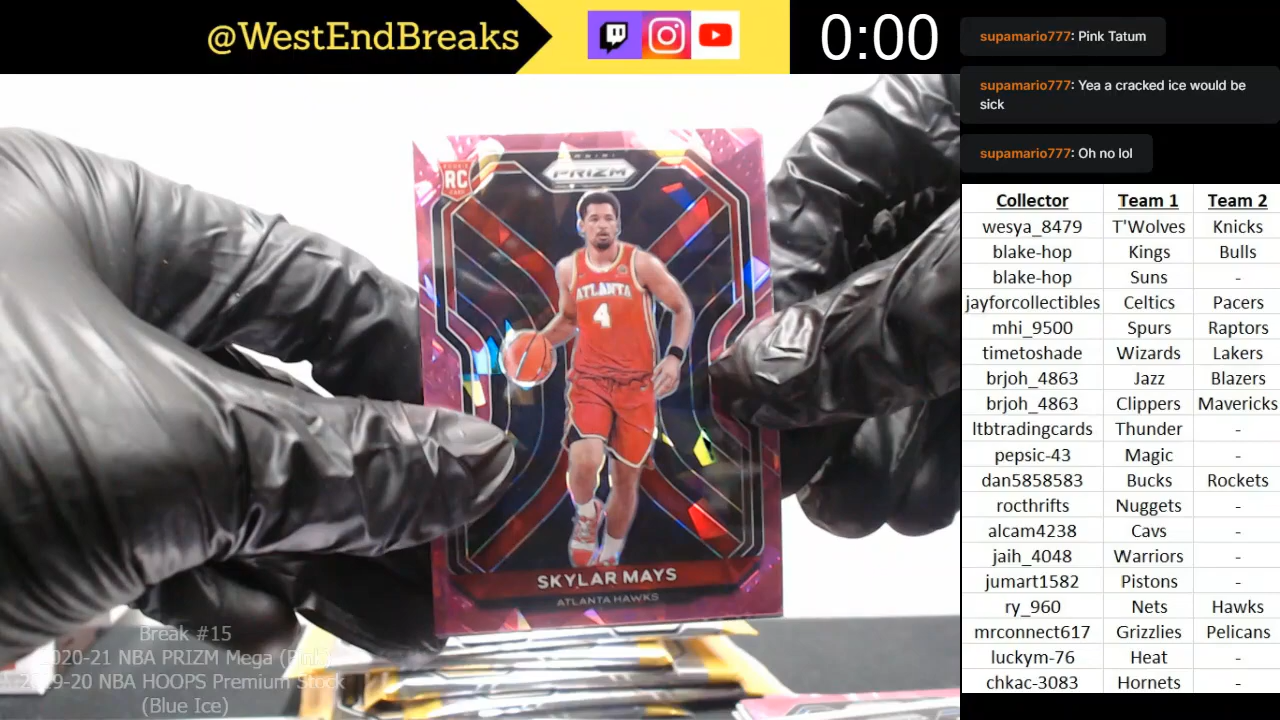 @WestEndBreaks
0:00
supamario777: Pink Tatum
supamario777: Yea a cracked ice would be
sick
supamario777: Oh no lol
Collector Team 1 Team 2
wesya_8479 T'Wolves Knicks
blake-hop Kings Bulls
blake-hop Suns -
jayforcollectibles Celtics Pacers
mhi_9500 Spurs Raptors
timetoshade Wizards Lakers
brjoh_4863 Jazz Blazers
brjoh_4863 Clippers Mavericks
ltbtradingcards Thunder -
pepsic-43 Magic -
dan5858583 Bucks Rockets
rocthrifts Nuggets -
alcam4238 Cavs -
jaih_4048 Warriors -
jumart1582 Pistons -
ry_960 Nets Hawks
mrconnect617 Grizzlies Pelicans
luckym-76 Heat -
chkac-3083 Hornets -
PANINI
PRIZM
RC
ATLANTA
4
SKYLAR MAYS
ATLANTA HAWKS
Break #15
2020-21 NBA PRIZM Mega (Pink)
2019-20 NBA HOOPS Premium Stock
(Blue Ice)